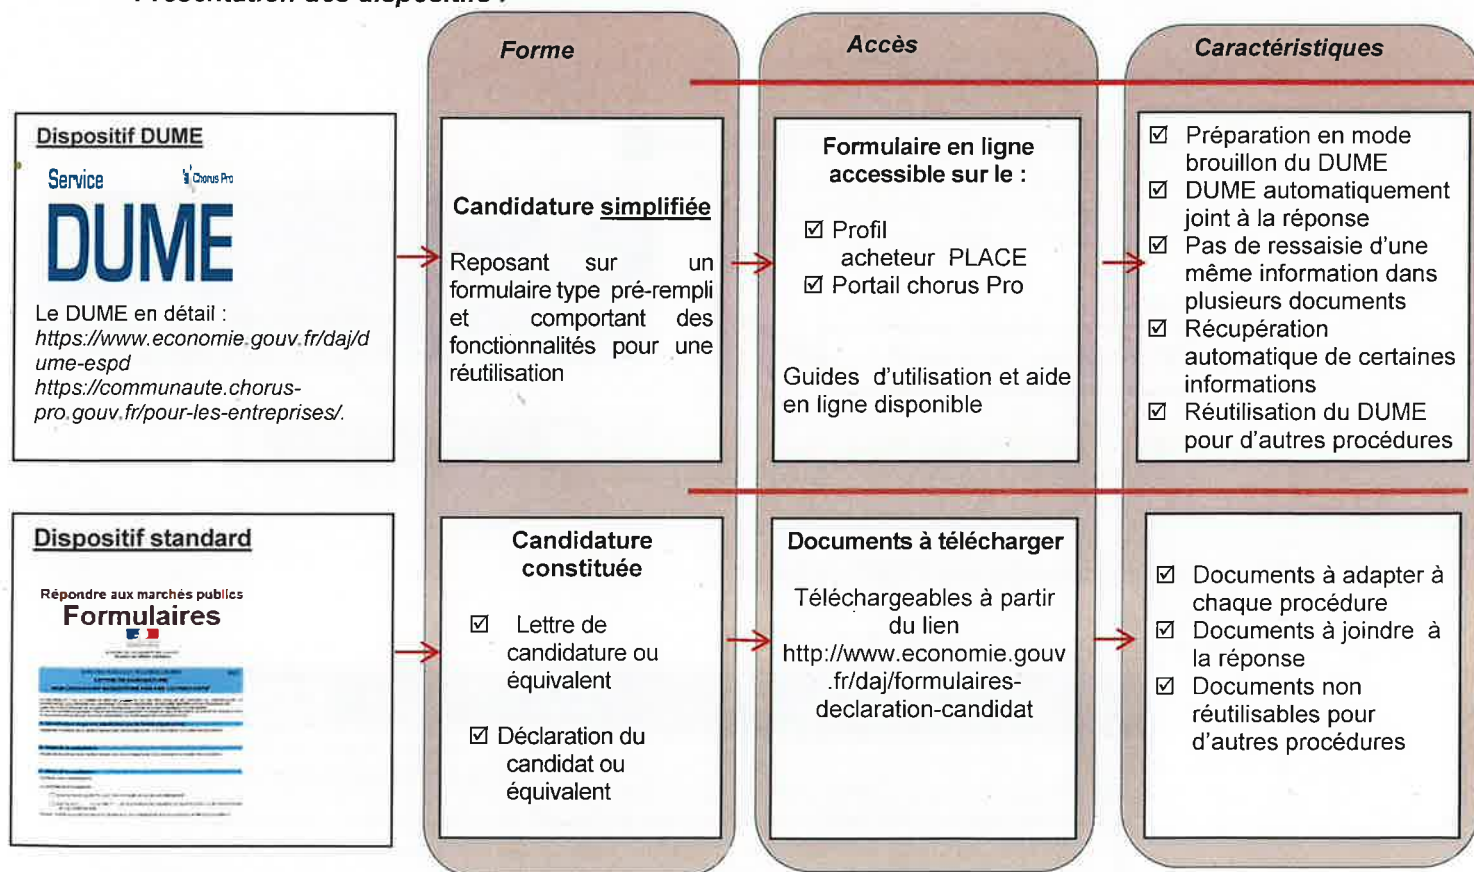 Présentation des dispositifs :
Forme
Accès
Caractéristiques
Dispositif DUME
Service
Chorus Pro
DUME
Le DUME en détail :
https://www.economie.gouv.fr/daj/d
ume-espd
https://communaute.chorus-
pro.gouv.fr/pour-les-entreprises/.
Candidature simplifiée
Reposant sur un
formulaire type pré-rempli
et comportant des
fonctionnalités pour une
réutilisation
Formulaire en ligne
accessible sur le :
☑ Profil
acheteur PLACE
☑ Portail chorus Pro
Guides d'utilisation et aide
en ligne disponible
☑ Préparation en mode
brouillon du DUME
☑ DUME automatiquement
joint à la réponse
☑ Pas de ressaisie d'une
même information dans
plusieurs documents
☑ Récupération
automatique de certaines
informations
☑ Réutilisation du DUME
pour d'autres procédures
Dispositif standard
Répondre aux marchés publics
Formulaires
LETTRE DE CANDIDATURE
Candidature
constituée
☑ Lettre de
candidature ou
équivalent
☑ Déclaration du
candidat ou
équivalent
Documents à télécharger
Téléchargeables à partir
du lien
http://www.economie.gouv
.fr/daj/formulaires-
declaration-candidat
☑ Documents à adapter à
chaque procédure
☑ Documents à joindre à
la réponse
☑ Documents non
réutilisables pour
d'autres procédures